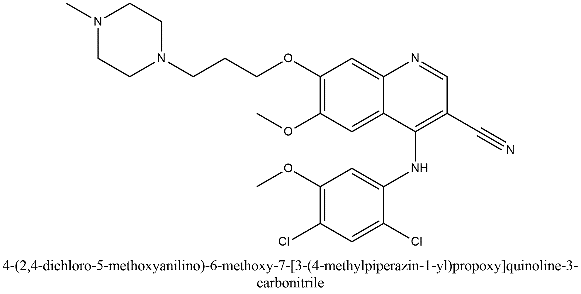 N
N
O
N
O
N
O
NH
Cl
Cl
4-(2,4-dichloro-5-methoxyanilino)-6-methoxy-7-[3-(4-methylpiperazin-1-yl)propoxy]quinoline-3-
carbonitrile